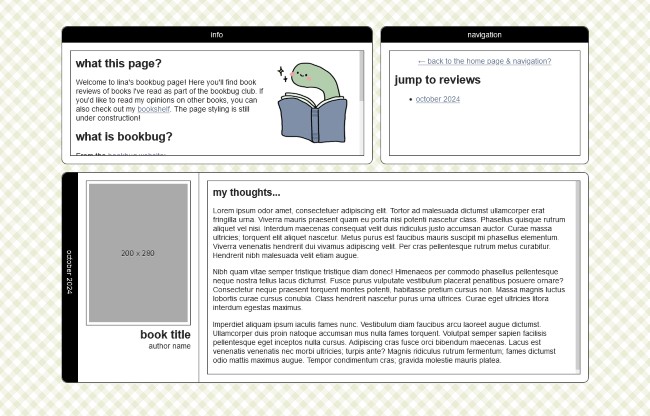 info
what this page?
Welcome to lina's bookbug page! Here you'll find book
reviews of books I've read as part of the bookbug club. If
you'd like to read my opinions on other books, you can
also check out my bookshelf. The page styling is still
under construction!
what is bookbug?
From the bookbug website:
navigation
← back to the home page & navigation?
jump to reviews
• october 2024
october 2024
200 x 280
book title
author name
my thoughts...
Lorem ipsum odor amet, consectetuer adipiscing elit. Tortor ad malesuada dictumst ullamcorper erat
fringilla urna. Viverra mauris praesent quam eu non platea montes nisi potenti nascetur class. Phasellus quisque rutrum
aliquet vel nisi. Interdum maecenas consequat velit duis ridiculus justo accumsan auctor. Curae massa
ultricies; torquent elit aliquet nascetur. Metus purus est faucibus mauris suscipit mi phasellus elementum.
Viverra venenatis hendrerit dui vivamus adipiscing velit. Per cras pellentesque rutrum metus curabitur.
Hendrerit nibh malesuada velit etiam augue.
Nibh quam vitae semper tristique tristique diam donec! Himenaeos per commodo phasellus pellentesque
neque nostra tellus lacus dictumst. Fusce purus vulputate vestibulum placerat penatibus posuere ornare?
Consectetur neque praesent torquent montes potenti, habitasse pretium cursus non. Massa magnis luctus
lobortis curae cursus conubia. Class hendrerit nascetur purus urna ultrices. Curae eget ultricies litora
interdum egestas maximus.
Imperdiet aliquam ipsum iaculis fames nunc. Vestibulum diam faucibus arcu laoreet augue dictumst.
Ullamcorper duis proin natoque accumsan mus nulla fames torquent. Volutpat semper sapien facilisis
pellentesque eget inceptos nulla cursus. Adipiscing cras fusce orci bibendum maecenas. Lacus est
venenatis venenatis nec morbi ultricies; turpis ante? Magnis ridiculus rutrum fermentum, fames dictumst
odio mattis maximus augue. Tempor condimentum cras; gravida molestie mauris platea.